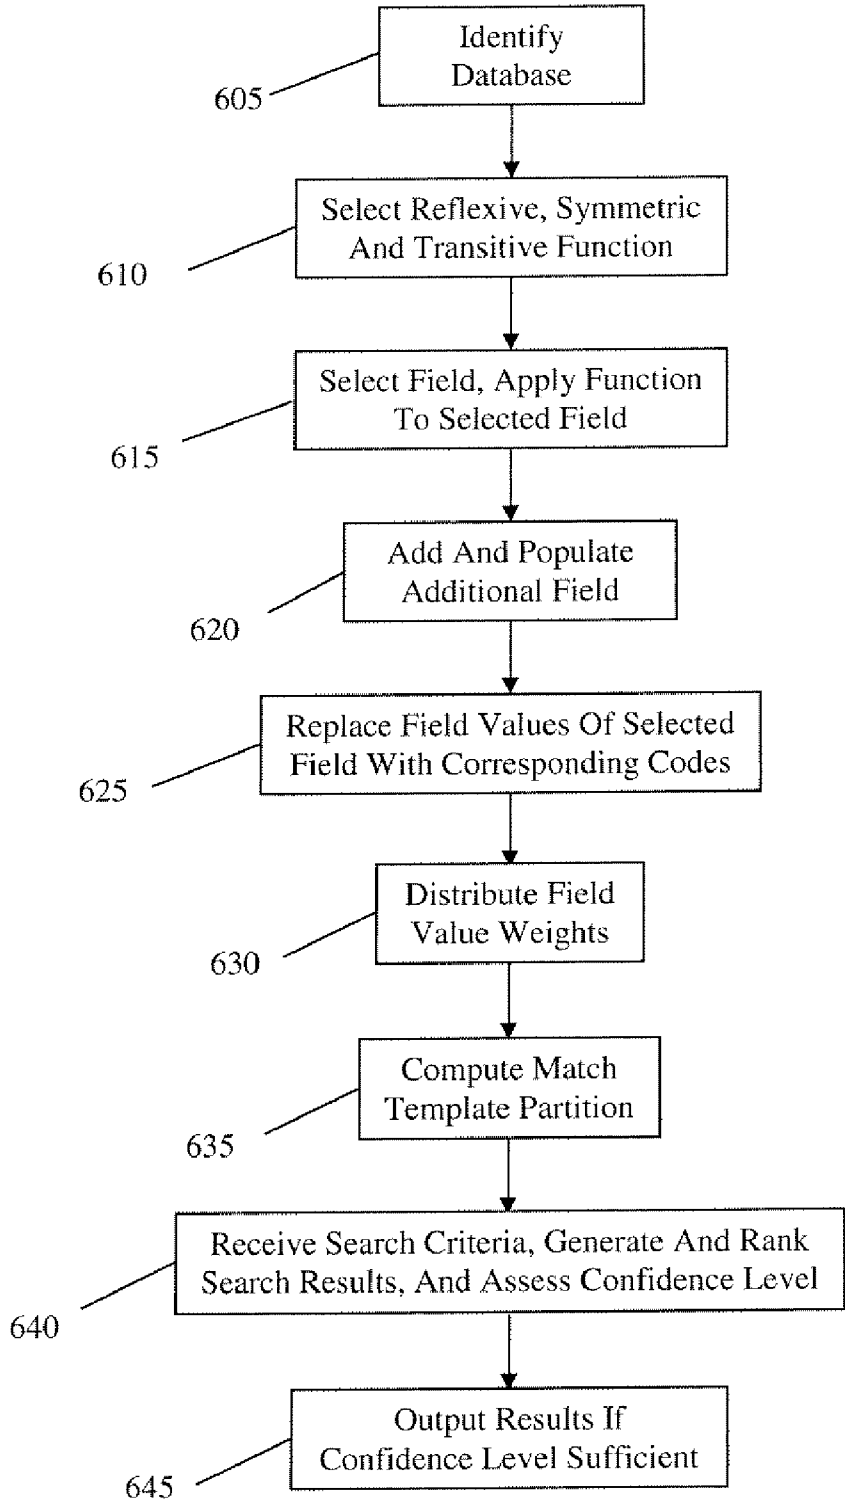 Identify
Database
605
Select Reflexive, Symmetric
And Transitive Function
610
Select Field, Apply Function
To Selected Field
615
Add And Populate
Additional Field
620
Replace Field Values Of Selected
Field With Corresponding Codes
625
Distribute Field
Value Weights
630
Compute Match
Template Partition
635
Receive Search Criteria, Generate And Rank
Search Results, And Assess Confidence Level
640
Output Results If
Confidence Level Sufficient
645